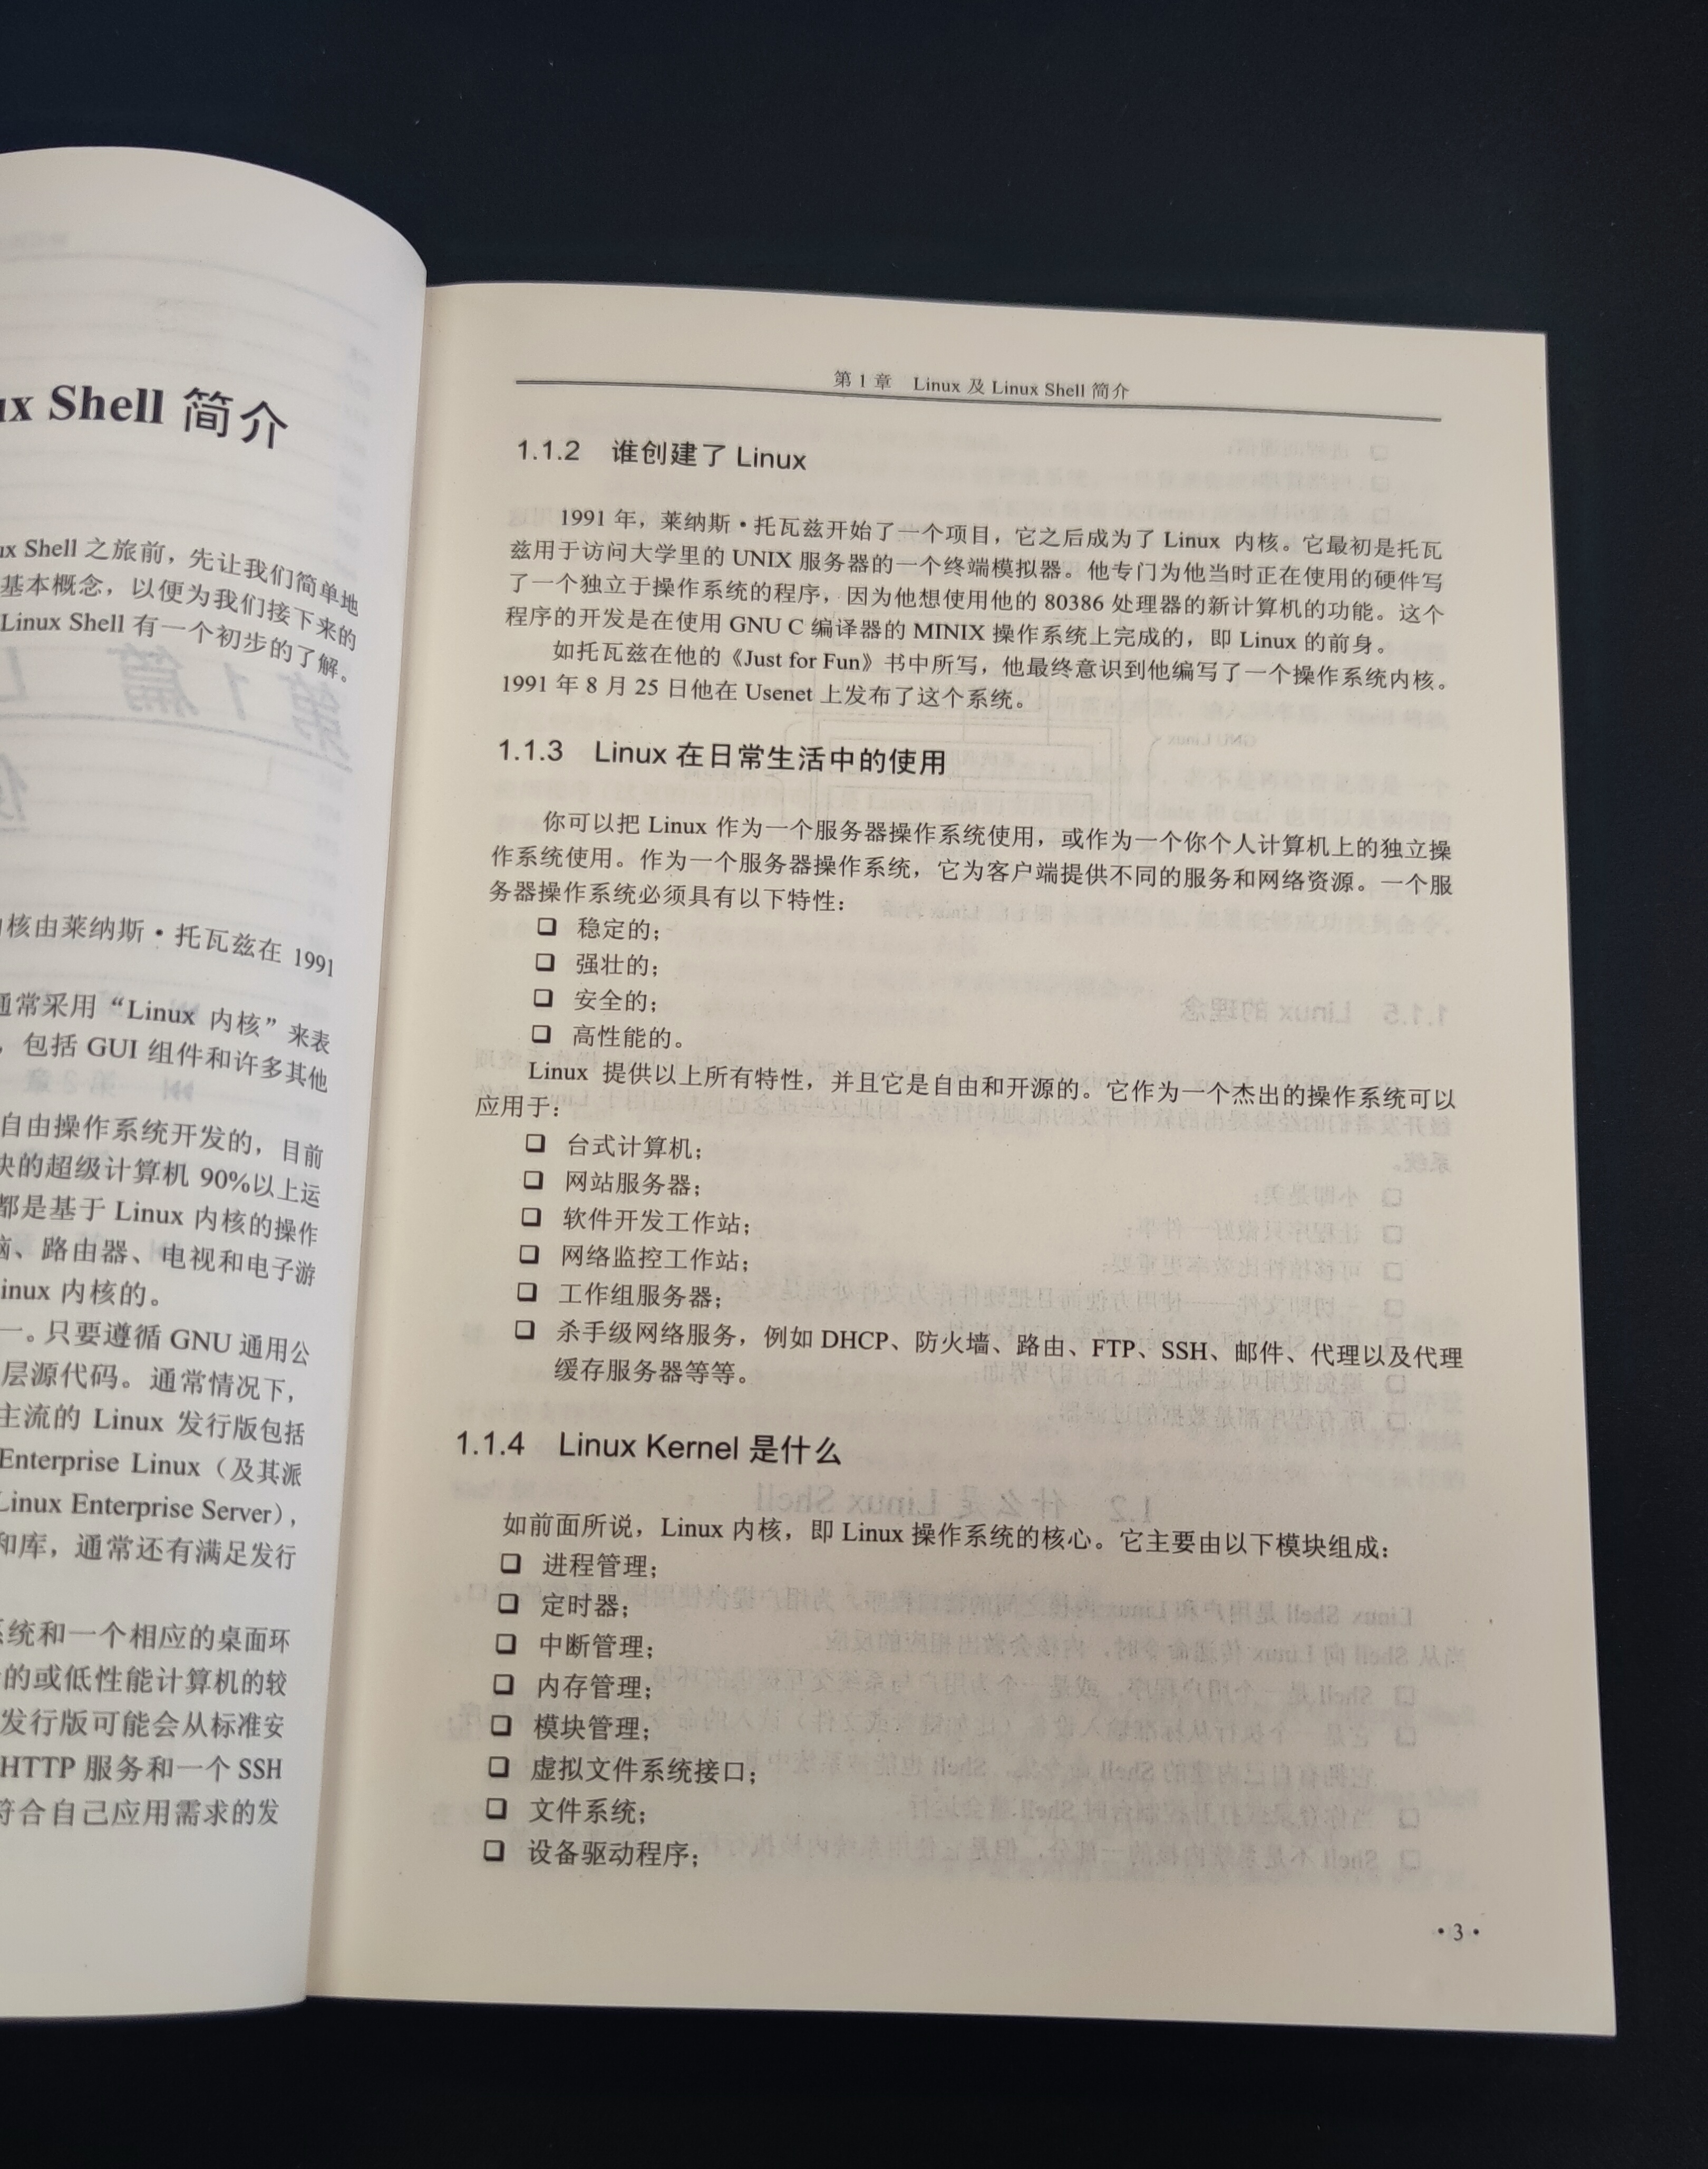 ux Shell 简介
ux Shell 之旅前，先让我们简单地
基本概念，以便为我们接下来的
Linux Shell 有一个初步的了解。
内核由莱纳斯·托瓦兹在 1991
通常采用“Linux 内核”来表
，包括 GUI 组件和许多其他
自由操作系统开发的，目前
快的超级计算机 90%以上运
都是基于 Linux 内核的操作
脑、路由器、电视和电子游
inux 内核的。
一。只要遵循 GNU 通用公
层源代码。通常情况下，
主流的 Linux 发行版包括
Enterprise Linux（及其派
Linux Enterprise Server），
和库，通常还有满足发行
系统和一个相应的桌面环
的或低性能计算机的较
发行版可能会从标准安
HTTP 服务和一个 SSH
符合自己应用需求的发
第 1 章 Linux 及 Linux Shell 简介
1.1.2 谁创建了 Linux
1991 年，莱纳斯·托瓦兹开始了一个项目，它之后成为了 Linux 内核。它最初是托瓦
兹用于访问大学里的 UNIX 服务器的一个终端模拟器。他专门为他当时正在使用的硬件写
了一个独立于操作系统的程序，因为他想使用他的 80386 处理器的新计算机的功能。这个
程序的开发是在使用 GNU C 编译器的 MINIX 操作系统上完成的，即 Linux 的前身。
如托瓦兹在他的《Just for Fun》书中所写，他最终意识到他编写了一个操作系统内核。
1991 年 8 月 25 日他在 Usenet 上发布了这个系统。
1.1.3 Linux 在日常生活中的使用
你可以把 Linux 作为一个服务器操作系统使用，或作为一个你个人计算机上的独立操
作系统使用。作为一个服务器操作系统，它为客户端提供不同的服务和网络资源。一个服
务器操作系统必须具有以下特性：
❑ 稳定的；
❑ 强壮的；
❑ 安全的；
❑ 高性能的。
Linux 提供以上所有特性，并且它是自由和开源的。它作为一个杰出的操作系统可以
应用于：
❑ 台式计算机；
❑ 网站服务器；
❑ 软件开发工作站；
❑ 网络监控工作站；
❑ 工作组服务器；
❑ 杀手级网络服务，例如 DHCP、防火墙、路由、FTP、SSH、邮件、代理以及代理
缓存服务器等等。
1.1.4 Linux Kernel 是什么
如前面所说，Linux 内核，即 Linux 操作系统的核心。它主要由以下模块组成：
❑ 进程管理；
❑ 定时器；
❑ 中断管理；
❑ 内存管理；
❑ 模块管理；
❑ 虚拟文件系统接口；
❑ 文件系统；
❑ 设备驱动程序；
·3·